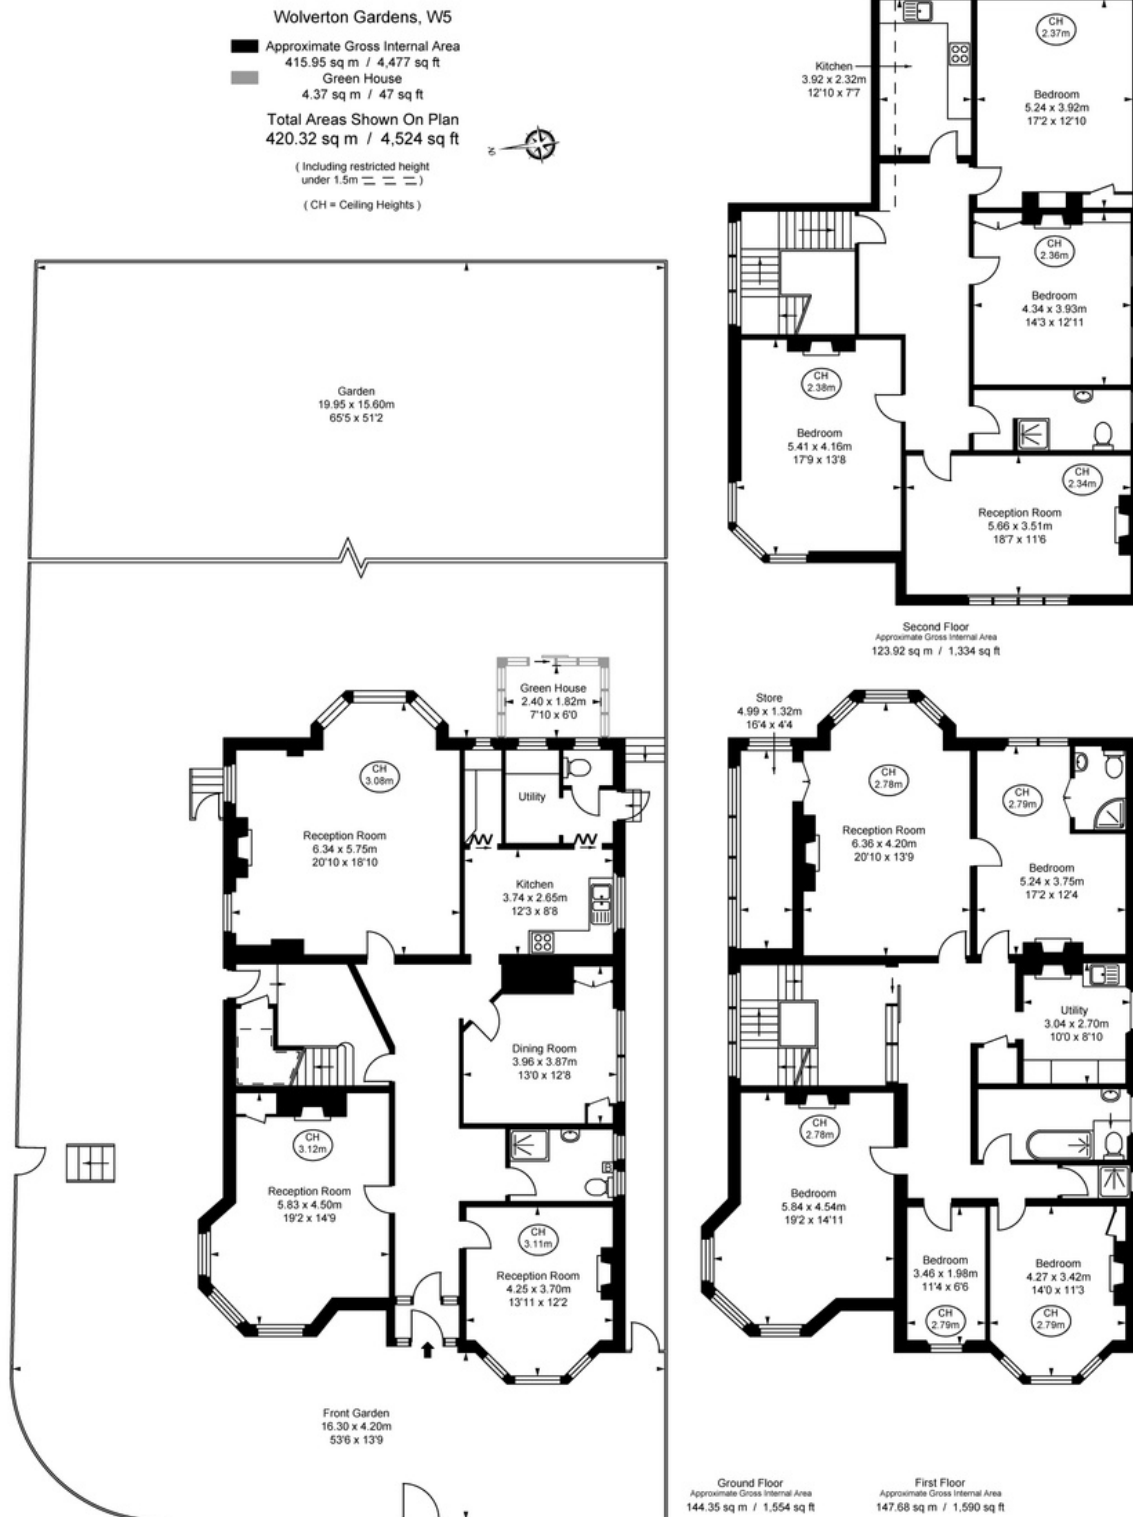 Wolverton Gardens, W5
Approximate Gross Internal Area
415.95 sq m / 4,477 sq ft
Green House
4.37 sq m / 47 sq ft
Total Areas Shown On Plan
420.32 sq m / 4,524 sq ft
( Including restricted height
under 1.5m )
( CH = Ceiling Heights )
N
Kitchen
3.92 x 2.32m
12'10 x 7'7
CH
2.37m
Bedroom
5.24 x 3.92m
17'2 x 12'10
CH
2.36m
Bedroom
4.34 x 3.93m
14'3 x 12'11
CH
2.38m
Bedroom
5.41 x 4.16m
17'9 x 13'8
CH
2.34m
Reception Room
5.66 x 3.51m
18'7 x 11'6
Second Floor
Approximate Gross Internal Area
123.92 sq m / 1,334 sq ft
Garden
19.95 x 15.60m
65'5 x 51'2
Green House
2.40 x 1.82m
7'10 x 6'0
CH
3.08m
Reception Room
6.34 x 5.75m
20'10 x 18'10
Utility
Kitchen
3.74 x 2.65m
12'3 x 8'8
Dining Room
3.96 x 3.87m
13'0 x 12'8
CH
3.12m
Reception Room
5.83 x 4.50m
19'2 x 14'9
CH
3.11m
Reception Room
4.25 x 3.70m
13'11 x 12'2
Front Garden
16.30 x 4.20m
53'6 x 13'9
Ground Floor
Approximate Gross Internal Area
144.35 sq m / 1,554 sq ft
Store
4.99 x 1.32m
16'4 x 4'4
CH
2.78m
Reception Room
6.36 x 4.20m
20'10 x 13'9
CH
2.79m
Bedroom
5.24 x 3.75m
17'2 x 12'4
Utility
3.04 x 2.70m
10'0 x 8'10
CH
2.78m
Bedroom
5.84 x 4.54m
19'2 x 14'11
Bedroom
3.46 x 1.98m
11'4 x 6'6
CH
2.79m
Bedroom
4.27 x 3.42m
14'0 x 11'3
CH
2.79m
First Floor
Approximate Gross Internal Area
147.68 sq m / 1,590 sq ft